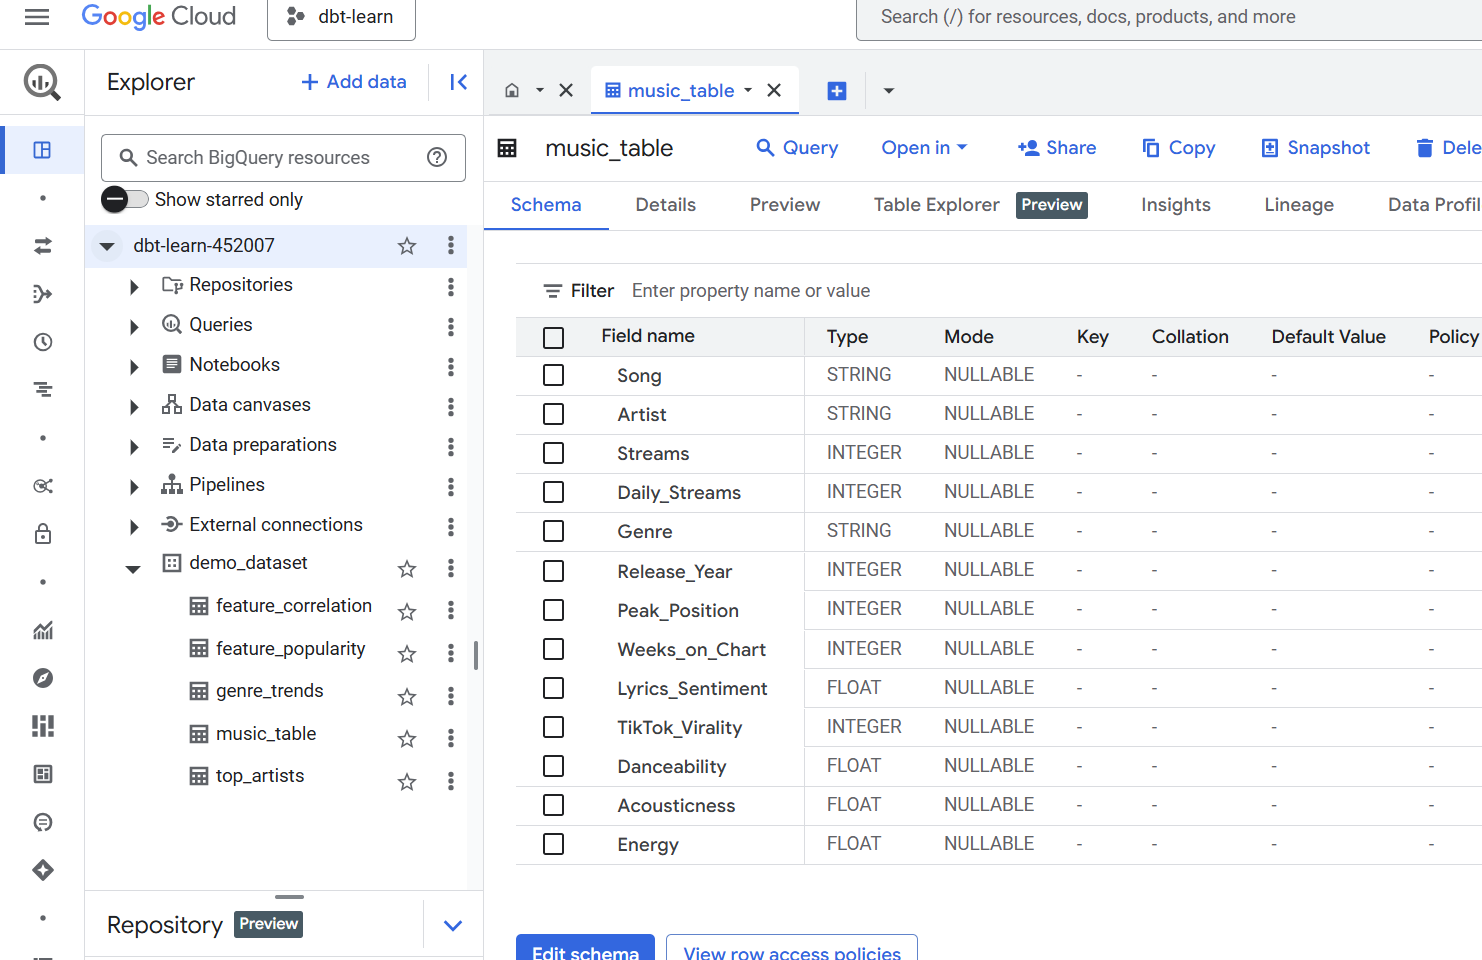 Google Cloud
dbt-learn
Search (/) for resources, docs, products, and more
Explorer
+ Add data
Search BigQuery resources
Show starred only
dbt-learn-452007
Repositories
Queries
Notebooks
Data canvases
Data preparations
Pipelines
External connections
demo_dataset
feature_correlation
feature_popularity
genre_trends
music_table
top_artists
Repository Preview
music_table
music_table
Query
Open in
Share
Copy
Snapshot
Dele
Schema
Details
Preview
Table Explorer Preview
Insights
Lineage
Data Profil
Filter Enter property name or value
Field name Type Mode Key Collation Default Value Policy
Song STRING NULLABLE - - - -
Artist STRING NULLABLE - - - -
Streams INTEGER NULLABLE - - - -
Daily_Streams INTEGER NULLABLE - - - -
Genre STRING NULLABLE - - - -
Release_Year INTEGER NULLABLE - - - -
Peak_Position INTEGER NULLABLE - - - -
Weeks_on_Chart INTEGER NULLABLE - - - -
Lyrics_Sentiment FLOAT NULLABLE - - - -
TikTok_Virality INTEGER NULLABLE - - - -
Danceability FLOAT NULLABLE - - - -
Acousticness FLOAT NULLABLE - - - -
Energy FLOAT NULLABLE - - - -
Edit schema
View row access policies